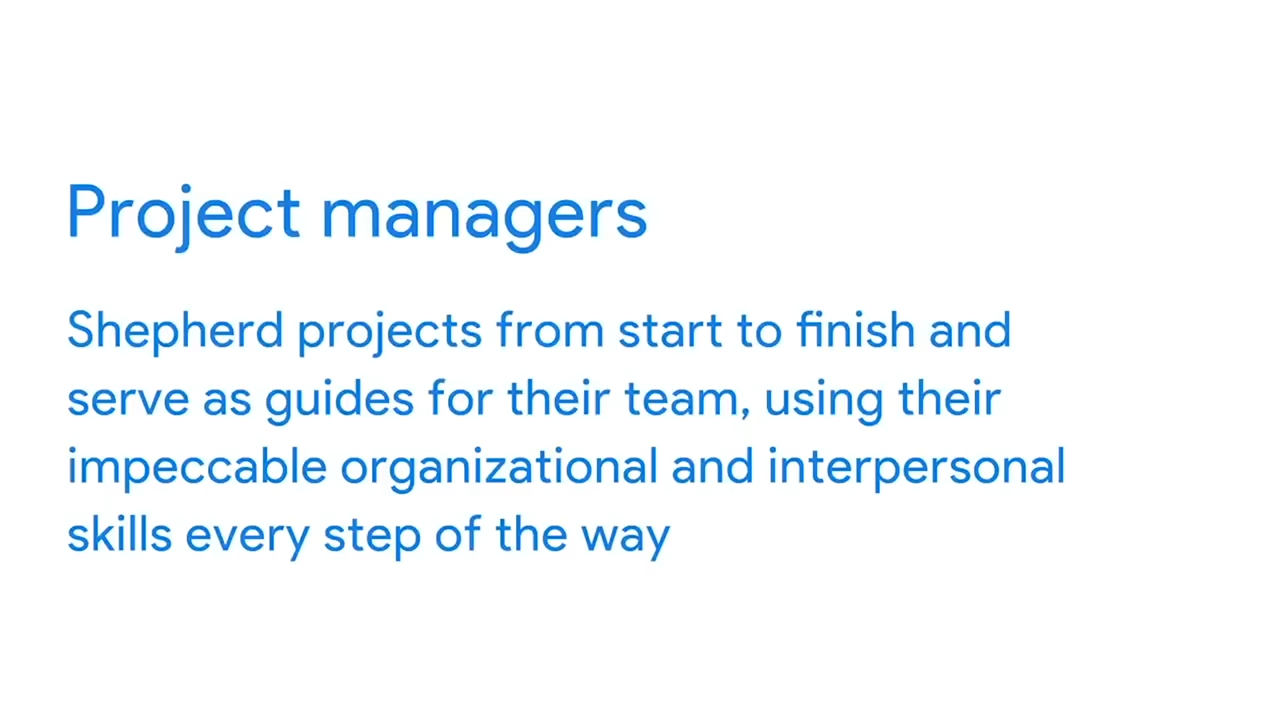 Project managers
Shepherd projects from start to finish and
serve as guides for their team, using their
impeccable organizational and interpersonal
skills every step of the way